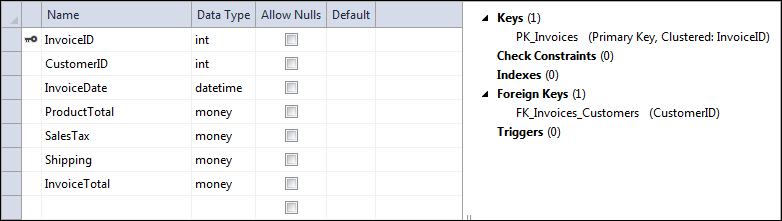 Name Data Type Allow Nulls Default
InvoiceID int
CustomerID int
InvoiceDate datetime
ProductTotal money
SalesTax money
Shipping money
InvoiceTotal money
Keys (1)
PK_Invoices (Primary Key, Clustered: InvoiceID)
Check Constraints (0)
Indexes (0)
Foreign Keys (1)
FK_Invoices_Customers (CustomerID)
Triggers (0)